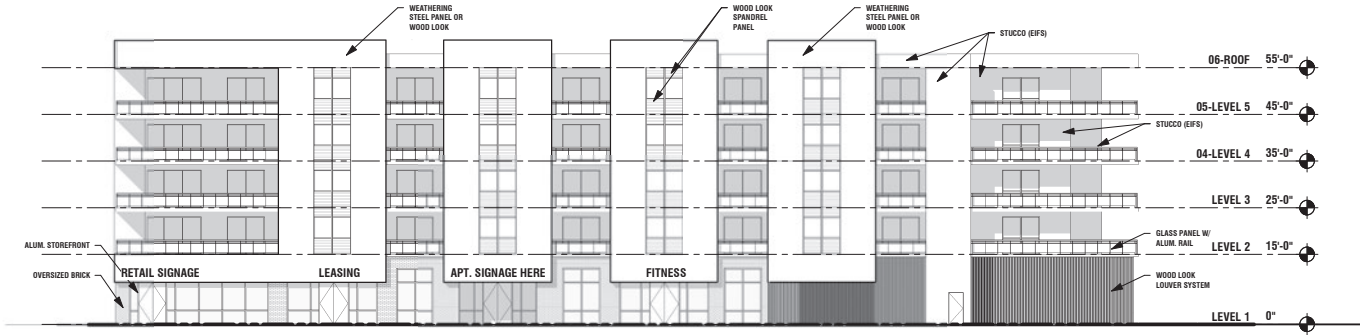 WEATHERING
STEEL PANEL OR
WOOD LOOK
WOOD LOOK
SPANDREL
PANEL
WEATHERING
STEEL PANEL OR
WOOD LOOK
STUCCO (EIFS)
06-ROOF 55'-0"
05-LEVEL 5 45'-0"
STUCCO (EIFS)
04-LEVEL 4 35'-0"
LEVEL 3 25'-0"
GLASS PANEL W/
ALUM. RAIL
LEVEL 2 15'-0"
ALUM. STOREFRONT
OVERSIZED BRICK
RETAIL SIGNAGE
LEASING
APT. SIGNAGE HERE
FITNESS
WOOD LOOK
LOUVER SYSTEM
LEVEL 1 0"